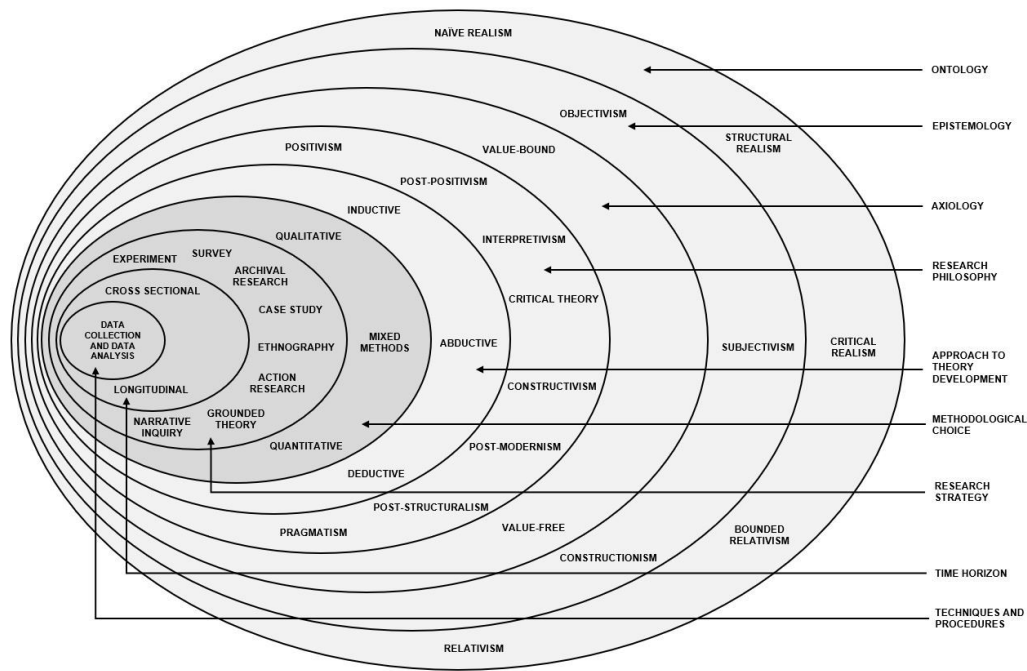 NAÏVE REALISM
ONTOLOGY
OBJECTIVISM
EPISTEMOLOGY
STRUCTURAL
REALISM
POSITIVISM
VALUE-BOUND
POST-POSITIVISM
AXIOLOGY
INDUCTIVE
QUALITATIVE
INTERPRETIVISM
SURVEY
EXPERIMENT
ARCHIVAL
RESEARCH
RESEARCH
PHILOSOPHY
CROSS SECTIONAL
CRITICAL THEORY
CASE STUDY
DATA
COLLECTION
AND DATA
ANALYSIS
MIXED
METHODS
ETHNOGRAPHY
ABDUCTIVE
SUBJECTIVISM
CRITICAL
REALISM
APPROACH TO
THEORY
DEVELOPMENT
ACTION
RESEARCH
LONGITUDINAL
CONSTRUCTIVISM
NARRATIVE
INQUIRY
GROUNDED
THEORY
METHODOLOGICAL
CHOICE
QUANTITATIVE
POST-MODERNISM
DEDUCTIVE
RESEARCH
STRATEGY
POST-STRUCTURALISM
PRAGMATISM
VALUE-FREE
BOUNDED
RELATIVISM
CONSTRUCTIONISM
TIME HORIZON
TECHNIQUES AND
PROCEDURES
RELATIVISM